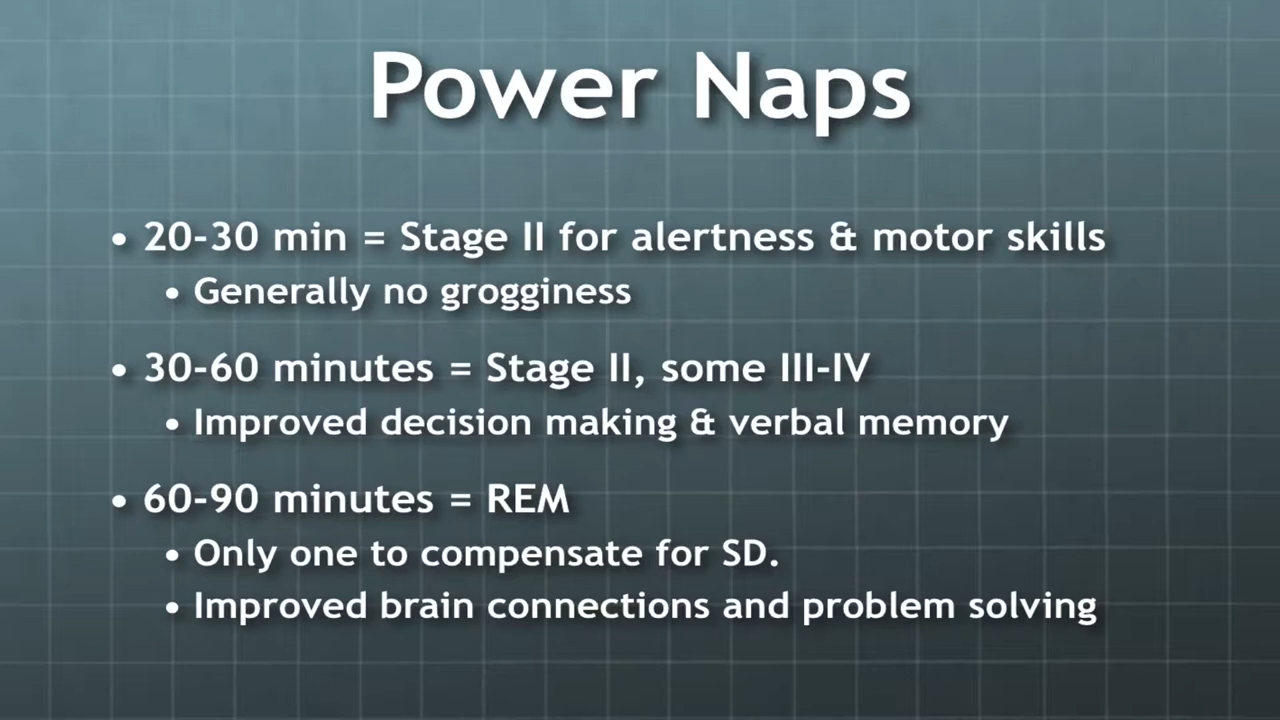 Power Naps
• 20-30 min = Stage II for alertness & motor skills
• Generally no grogginess
• 30-60 minutes = Stage II, some III-IV
• Improved decision making & verbal memory
• 60-90 minutes = REM
• Only one to compensate for SD.
• Improved brain connections and problem solving